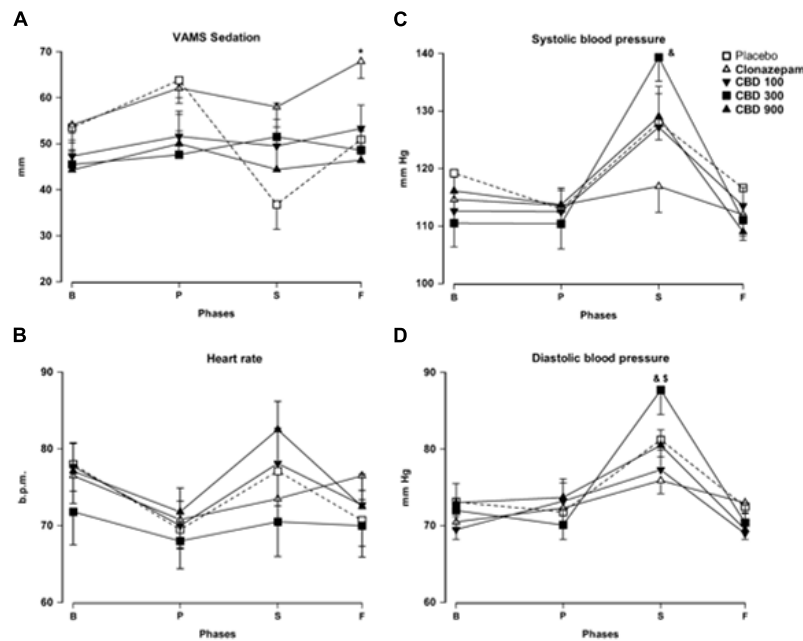 A
VAMS Sedation
70
60
50
40
30
20
mm
*
B P S F
Phases
C
Systolic blood pressure
140
130
120
110
100
mm Hg
&
Placebo
Clonazepam
CBD 100
CBD 300
CBD 900
B P S F
Phases
B
Heart rate
90
80
70
60
b.p.m.
B P S F
Phases
D
Diastolic blood pressure
90
80
70
60
mm Hg
& $
B P S F
Phases